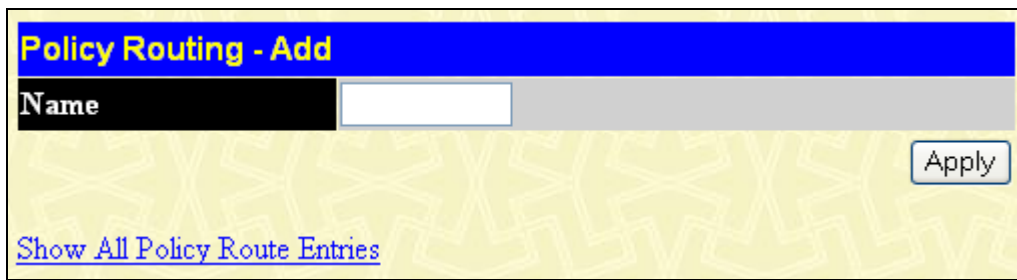 Policy Routing - Add
Name
Apply
Show All Policy Route Entries